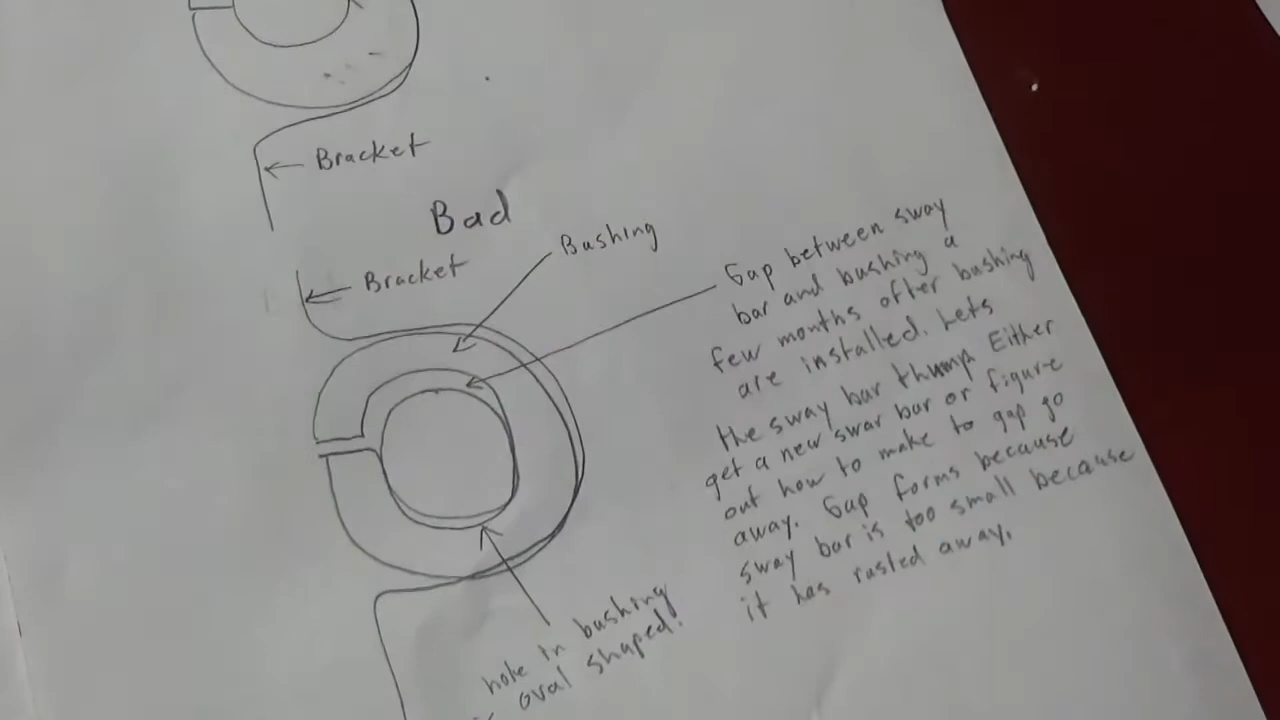 Bracket
Bad
Bracket
Bushing
Gap between sway
bar and bushing a
few months after bushing
are installed. Lets
the sway bar thump. Either
get a new swar bar or figure
out how to make to gap go
away. Gap forms because
sway bar is too small because
it has rusted away.
hole in bushing
oval shaped!